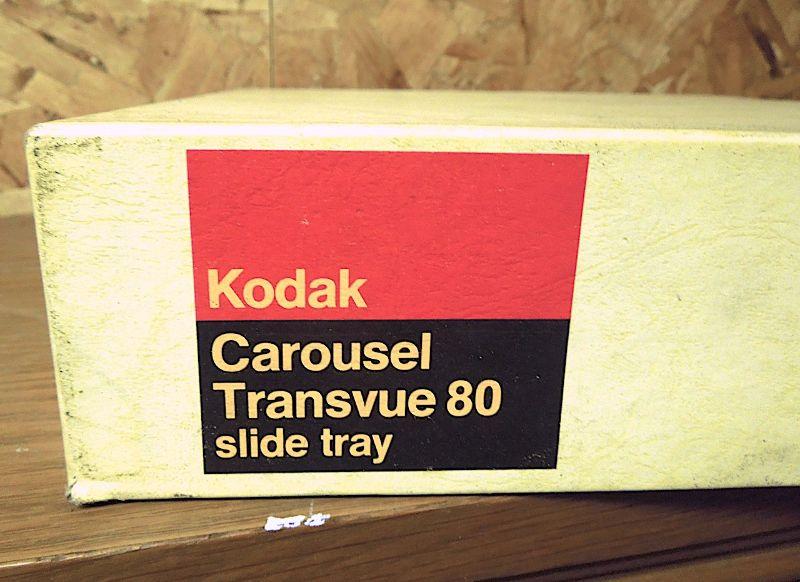 Kodak
Carousel
Transvue 80
slide tray